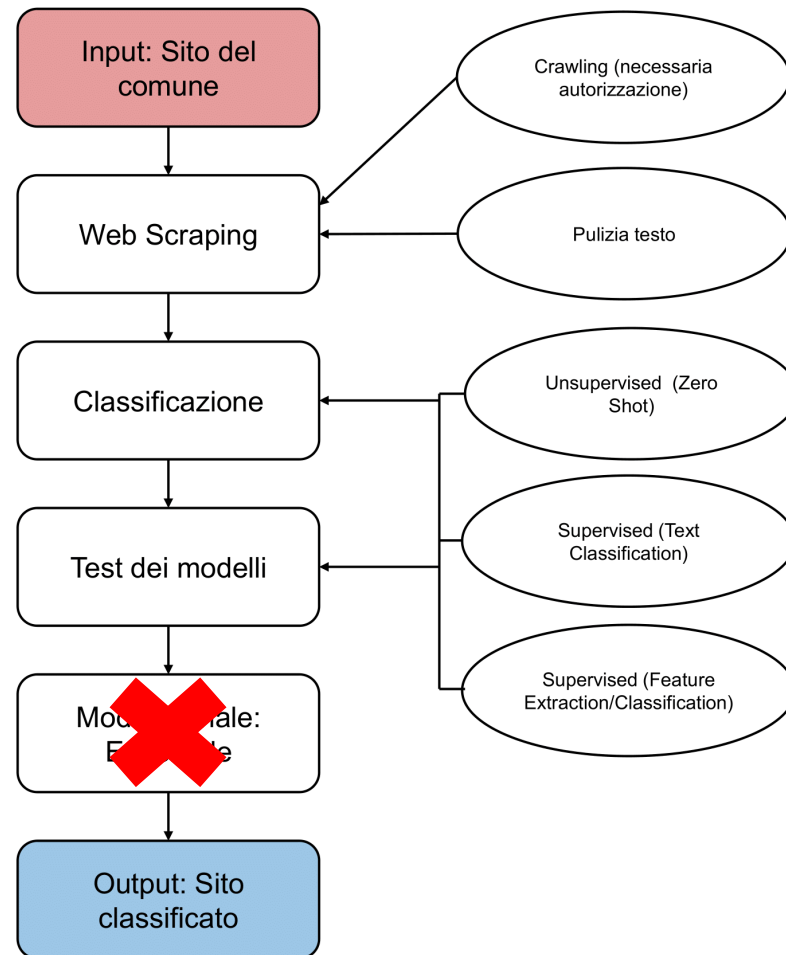 Input: Sito del
comune
Crawling (necessaria
autorizzazione)
Web Scraping
Pulizia testo
Classificazione
Unsupervised (Zero
Shot)
Test dei modelli
Supervised (Text
Classification)
Supervised (Feature
Extraction/Classification)
Output: Sito
classificato